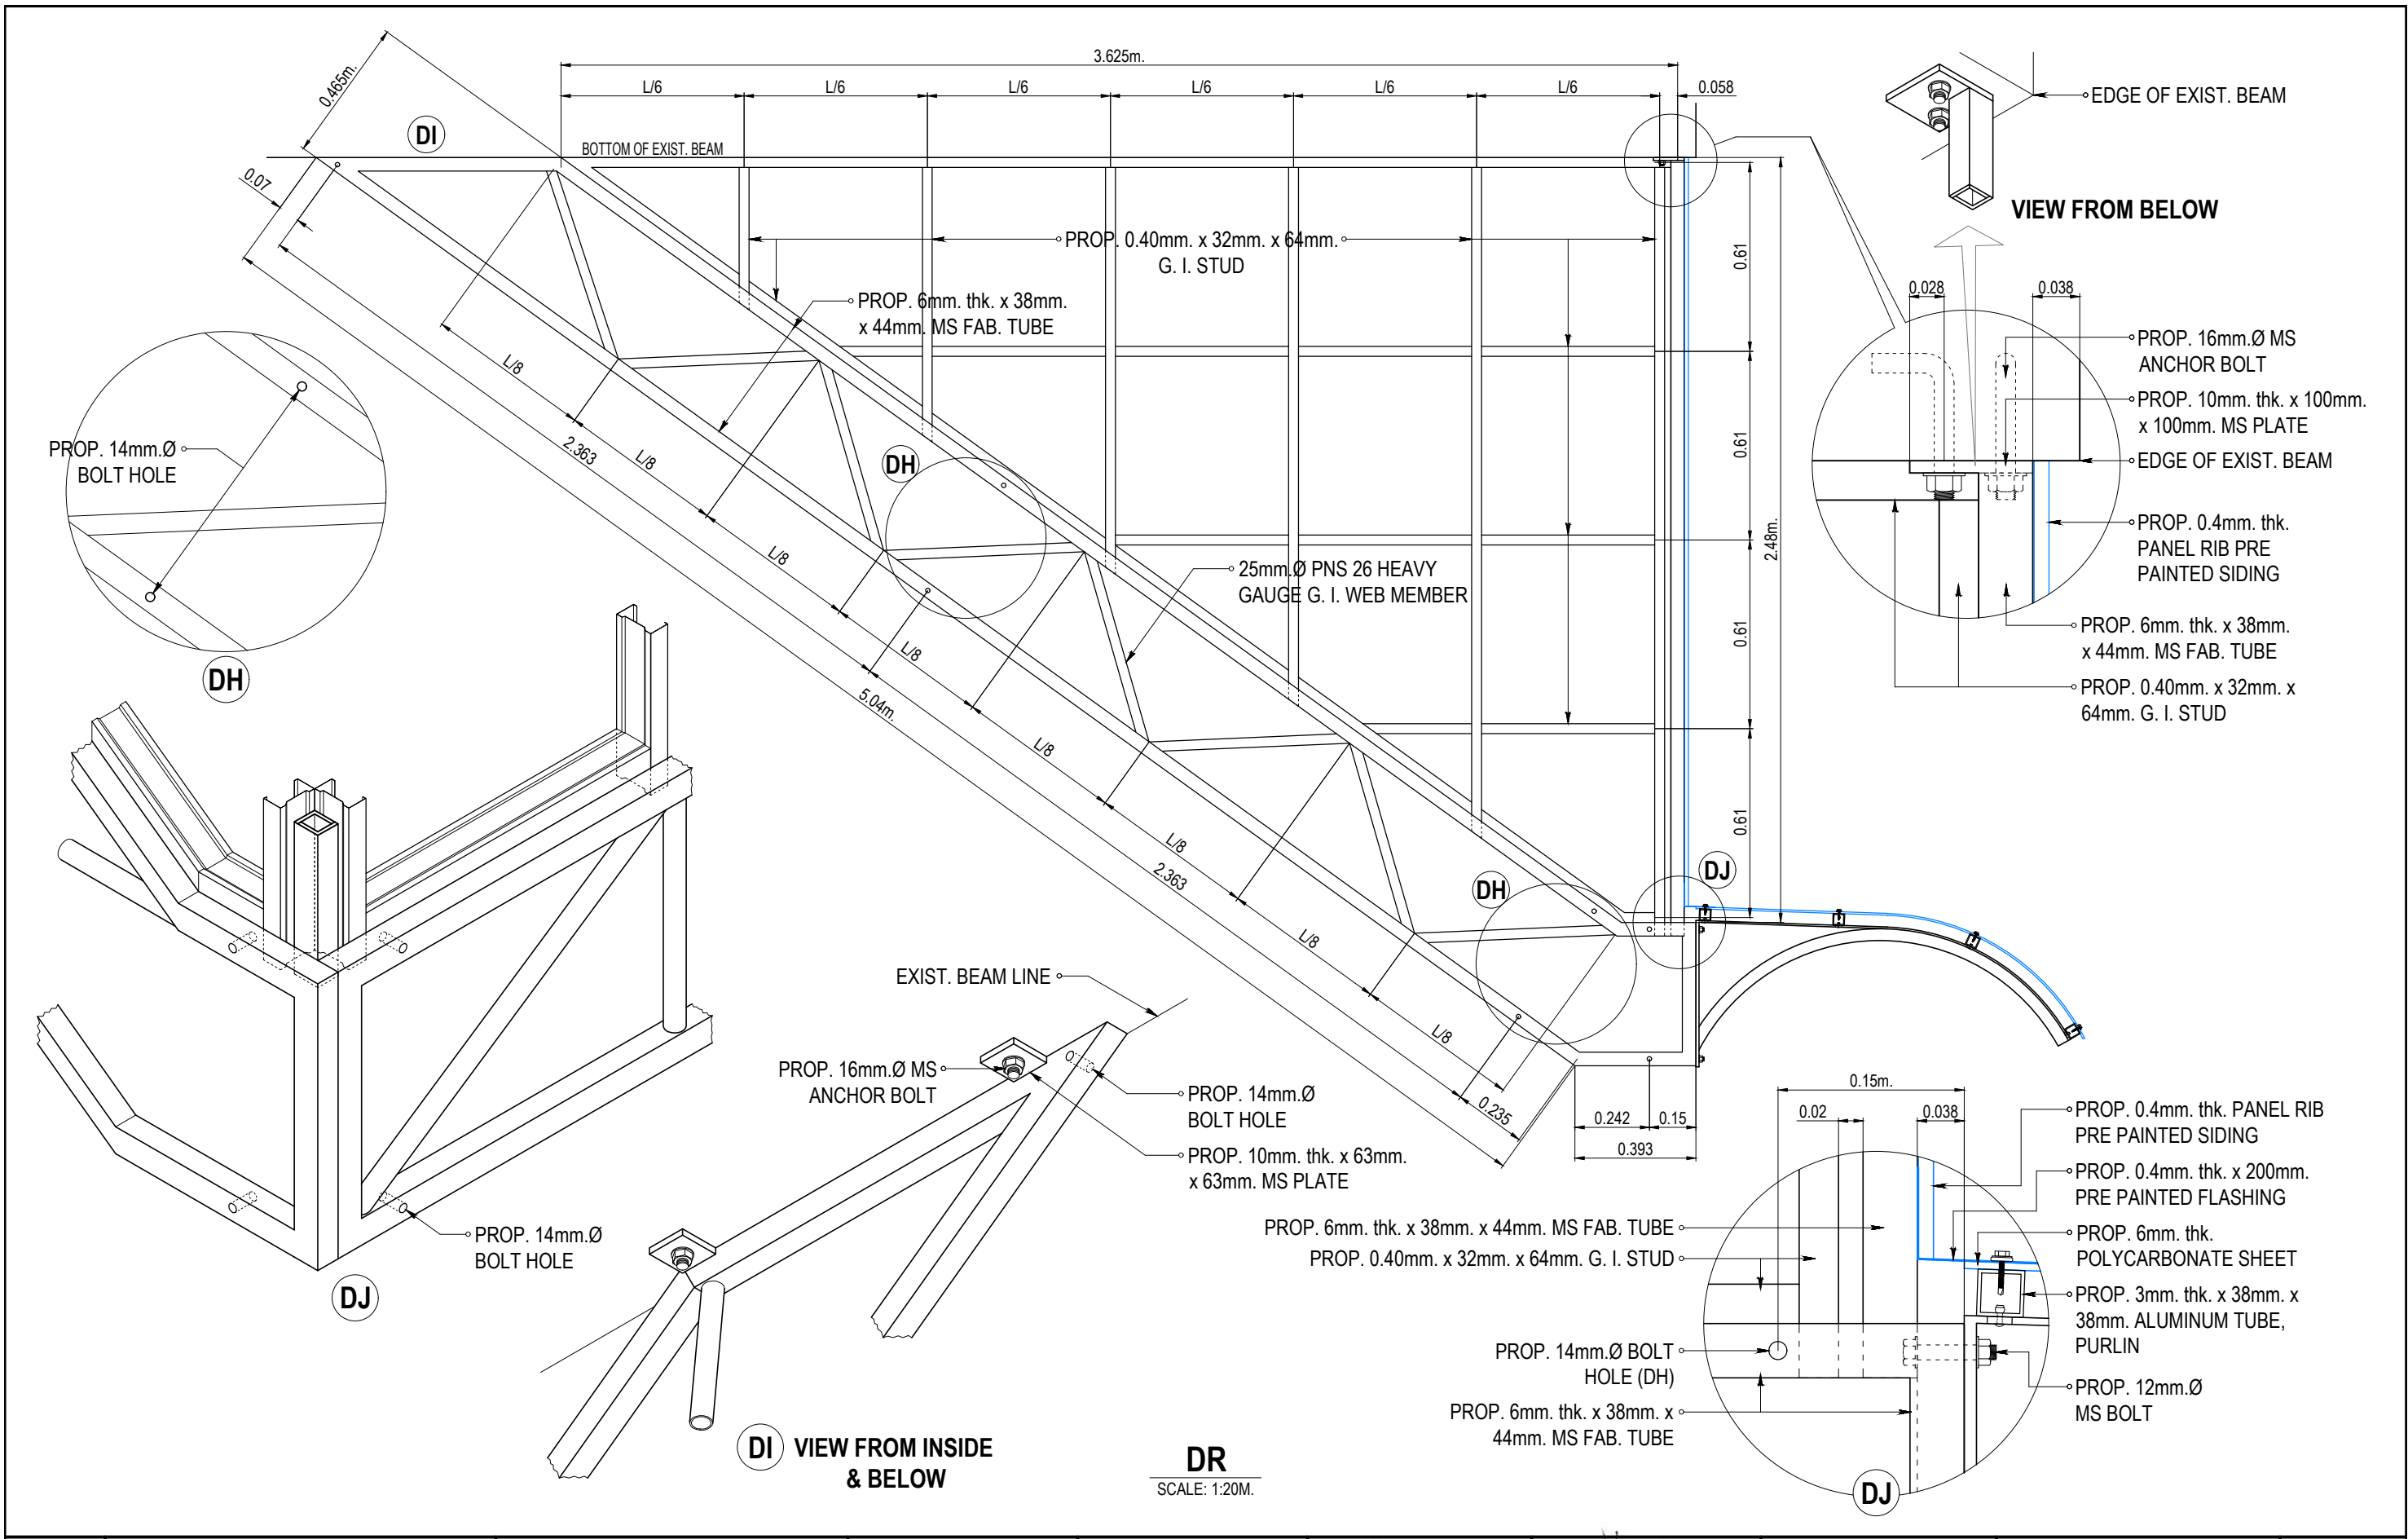 3.625m.
L/6
L/6
L/6
L/6
L/6
L/6
0.058
0.465m.
DI
BOTTOM OF EXIST. BEAM
0.07
EDGE OF EXIST. BEAM
VIEW FROM BELOW
PROP. 0.40mm. x 32mm. x 64mm.
G. I. STUD
PROP. 6mm. thk. x 38mm.
x 44mm. MS FAB. TUBE
0.61
0.61
0.61
0.61
2.48m.
0.028
0.038
PROP. 16mm.Ø MS
ANCHOR BOLT
PROP. 10mm. thk. x 100mm.
x 100mm. MS PLATE
EDGE OF EXIST. BEAM
PROP. 0.4mm. thk.
PANEL RIB PRE
PAINTED SIDING
PROP. 6mm. thk. x 38mm.
x 44mm. MS FAB. TUBE
PROP. 0.40mm. x 32mm. x
64mm. G. I. STUD
PROP. 14mm.Ø
BOLT HOLE
DH
L/8
L/8
L/8
L/8
L/8
L/8
L/8
L/8
2.363
5.04m.
2.363
0.235
DH
25mm.Ø PNS 26 HEAVY
GAUGE G. I. WEB MEMBER
DH
DJ
0.242
0.15
0.393
EXIST. BEAM LINE
PROP. 16mm.Ø MS
ANCHOR BOLT
PROP. 14mm.Ø
BOLT HOLE
PROP. 10mm. thk. x 63mm.
x 63mm. MS PLATE
PROP. 14mm.Ø
BOLT HOLE
DJ
DI
VIEW FROM INSIDE
& BELOW
DR
SCALE: 1:20M.
0.15m.
0.02
0.038
PROP. 0.4mm. thk. PANEL RIB
PRE PAINTED SIDING
PROP. 0.4mm. thk. x 200mm.
PRE PAINTED FLASHING
PROP. 6mm. thk.
POLYCARBONATE SHEET
PROP. 3mm. thk. x 38mm. x
38mm. ALUMINUM TUBE,
PURLIN
PROP. 12mm.Ø
MS BOLT
PROP. 6mm. thk. x 38mm. x 44mm. MS FAB. TUBE
PROP. 0.40mm. x 32mm. x 64mm. G. I. STUD
PROP. 14mm.Ø BOLT
HOLE (DH)
PROP. 6mm. thk. x 38mm. x
44mm. MS FAB. TUBE
DJ